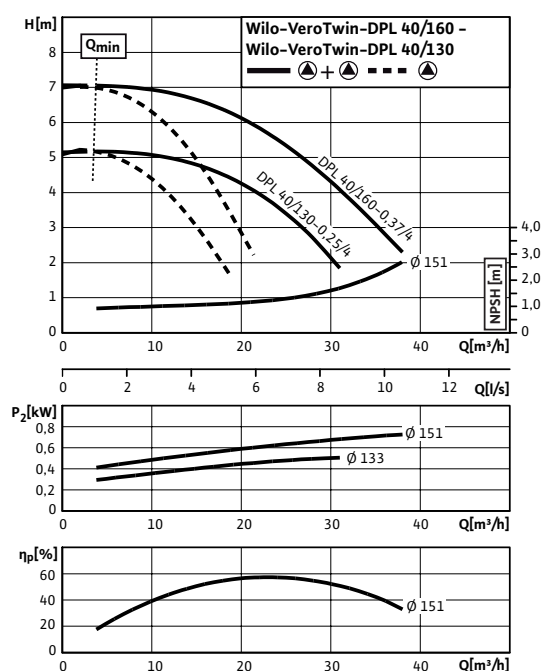 H[m]
Wilo-VeroTwin-DPL 40/160 –
Wilo-VeroTwin-DPL 40/130
+
Qmin
8
7
6
5
4
3
2
1
0
DPL 40/160-0,37/4
DPL 40/130-0,25/4
Ø 151
4,0
3,0
2,0
1,0
0
NPSH [m]
0 10 20 30 40 Q[m³/h]
0 2 4 6 8 10 12 Q[l/s]
P₂[kW]
0,8
0,6
0,4
0,2
0
Ø 151
Ø 133
0 10 20 30 40 Q[m³/h]
ηp[%]
60
40
20
0
Ø 151
0 10 20 30 40 Q[m³/h]